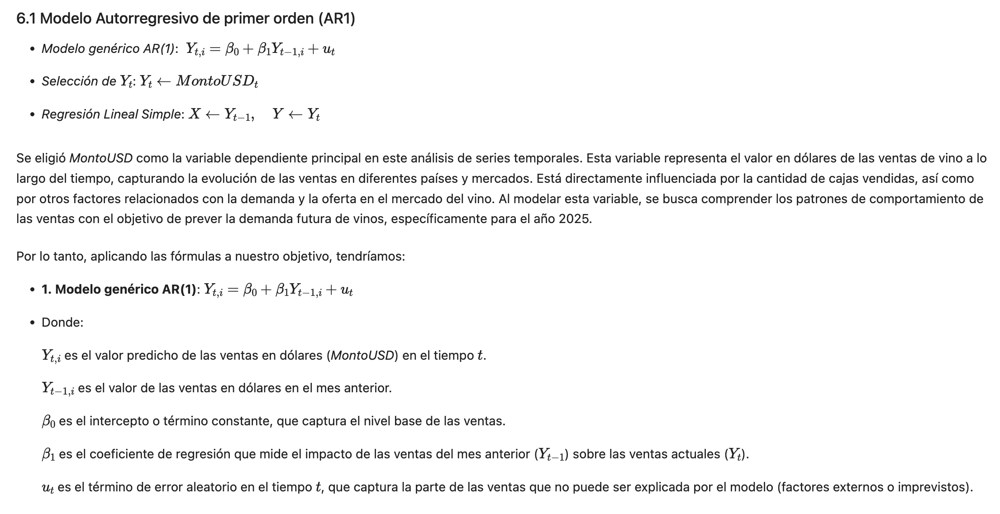 6.1 Modelo Autorregresivo de primer orden (AR1)
• Modelo genérico AR(1): Y_{t,i} = β_0 + β_1 Y_{t−1,i} + u_t
• Selección de Y_t: Y_t ← MontoUSD_t
• Regresión Lineal Simple: X ← Y_{t−1}, Y ← Y_t
Se eligió MontoUSD como la variable dependiente principal en este análisis de series temporales. Esta variable representa el valor en dólares de las ventas de vino a lo
largo del tiempo, capturando la evolución de las ventas en diferentes países y mercados. Está directamente influenciada por la cantidad de cajas vendidas, así como
por otros factores relacionados con la demanda y la oferta en el mercado del vino. Al modelar esta variable, se busca comprender los patrones de comportamiento de
las ventas con el objetivo de prever la demanda futura de vinos, específicamente para el año 2025.
Por lo tanto, aplicando las fórmulas a nuestro objetivo, tendríamos:
• 1. Modelo genérico AR(1): Y_{t,i} = β_0 + β_1 Y_{t−1,i} + u_t
• Donde:
Y_{t,i} es el valor predicho de las ventas en dólares (MontoUSD) en el tiempo t.
Y_{t−1,i} es el valor de las ventas en dólares en el mes anterior.
β_0 es el intercepto o término constante, que captura el nivel base de las ventas.
β_1 es el coeficiente de regresión que mide el impacto de las ventas del mes anterior (Y_{t−1}) sobre las ventas actuales (Y_t).
u_t es el término de error aleatorio en el tiempo t, que captura la parte de las ventas que no puede ser explicada por el modelo (factores externos o imprevistos).